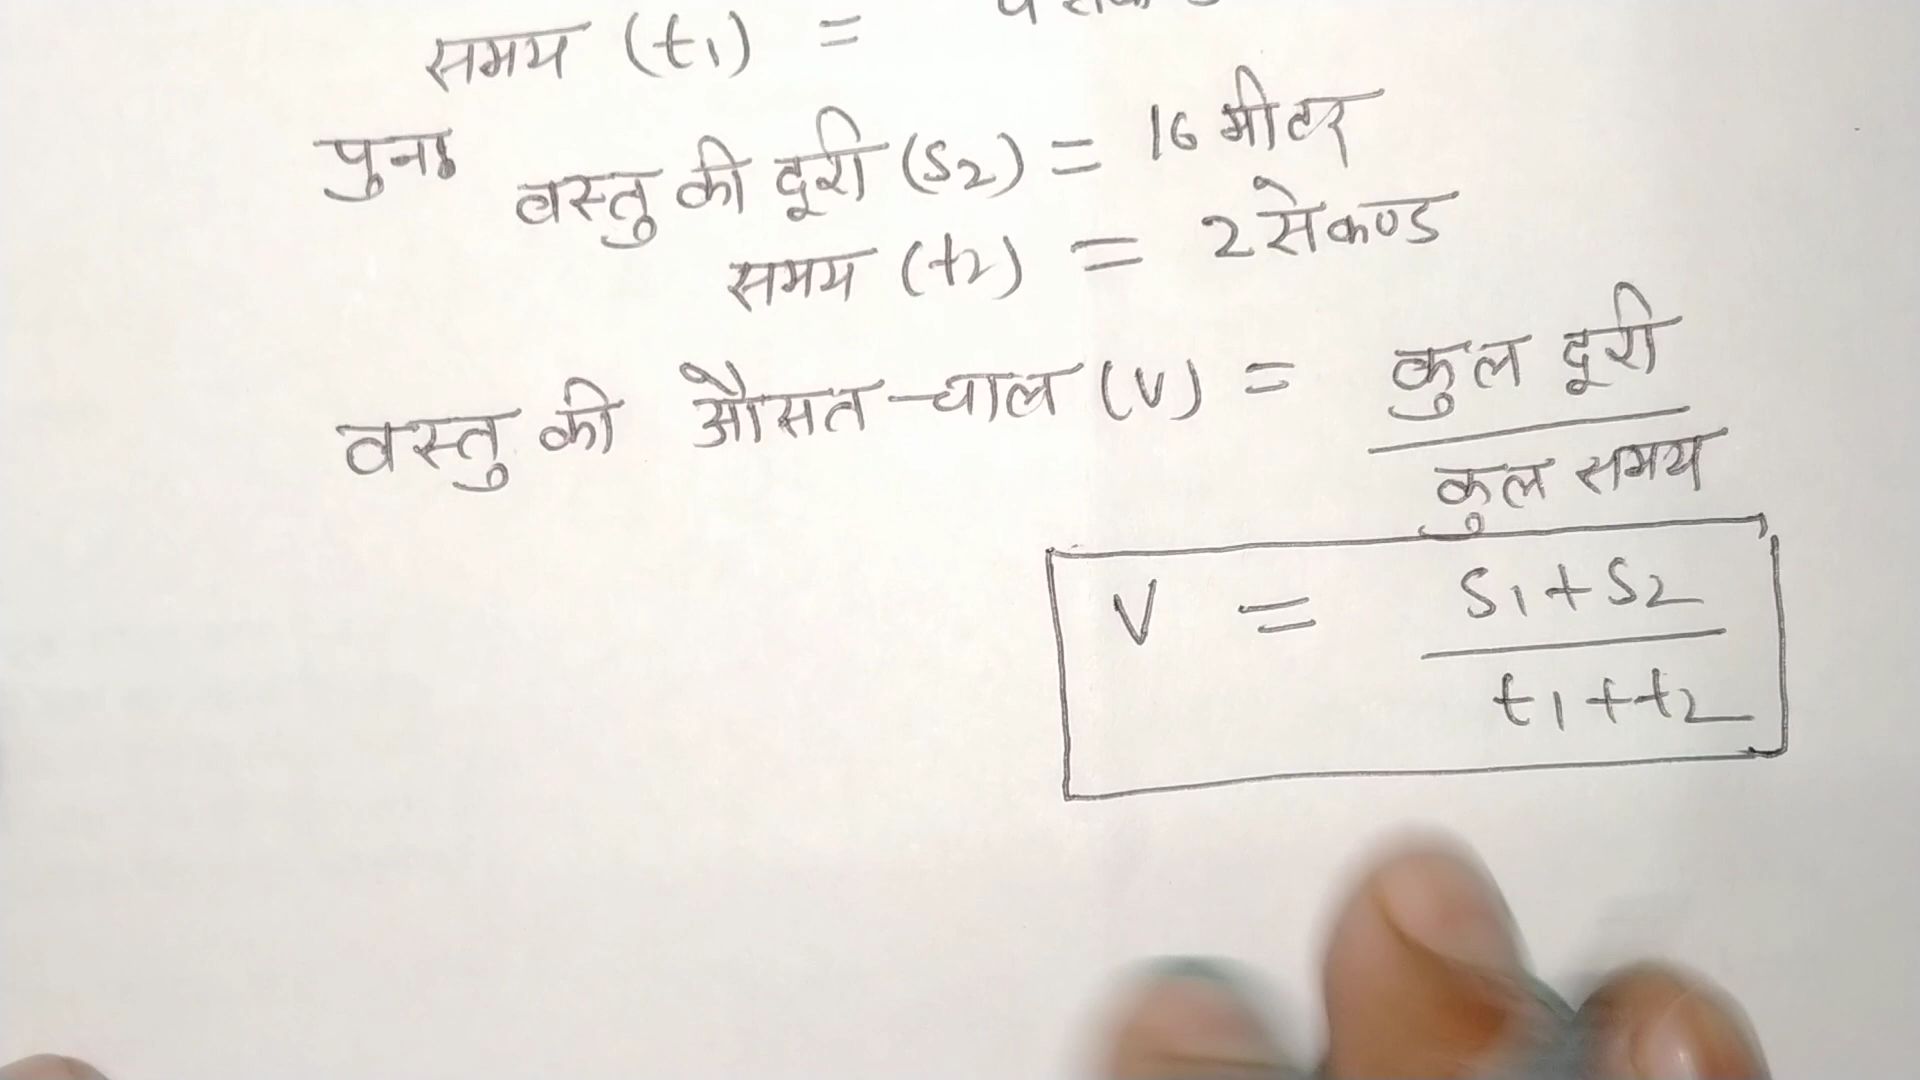 समय (t1) =
पुनः वस्तु की दूरी (S2) = 16 मीटर
समय (t2) = 2 सेकण्ड
वस्तु की औसत चाल (V) = कुल दूरी
कुल समय
V = S1+S2
t1+t2